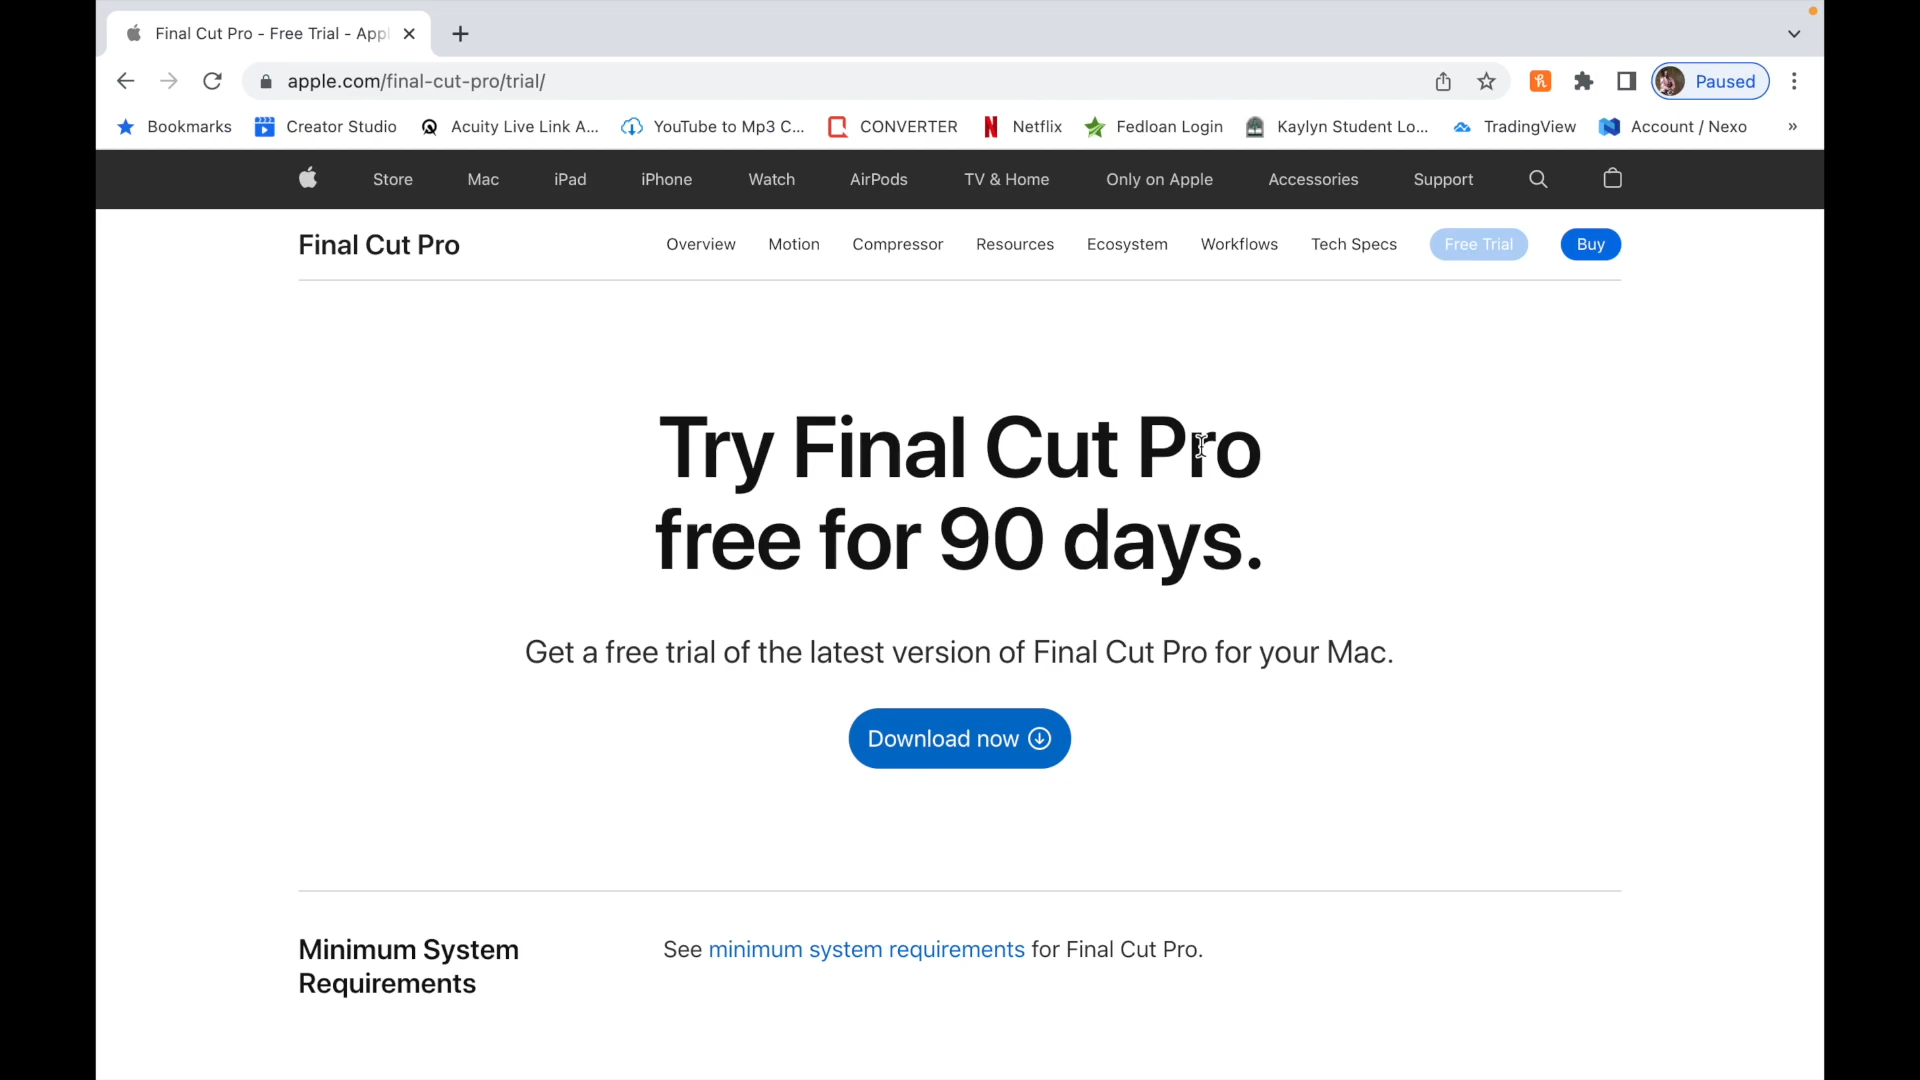 Final Cut Pro - Free Trial - Appl
apple.com/final-cut-pro/trial/
Paused
Bookmarks
Creator Studio
Acuity Live Link A...
YouTube to Mp3 C...
CONVERTER
Netflix
Fedloan Login
Kaylyn Student Lo...
TradingView
Account / Nexo
»
Store
Mac
iPad
iPhone
Watch
AirPods
TV & Home
Only on Apple
Accessories
Support
Final Cut Pro
Overview
Motion
Compressor
Resources
Ecosystem
Workflows
Tech Specs
Free Trial
Buy
Try Final Cut Pro
free for 90 days.
Get a free trial of the latest version of Final Cut Pro for your Mac.
Download now
Minimum System
Requirements
See minimum system requirements for Final Cut Pro.